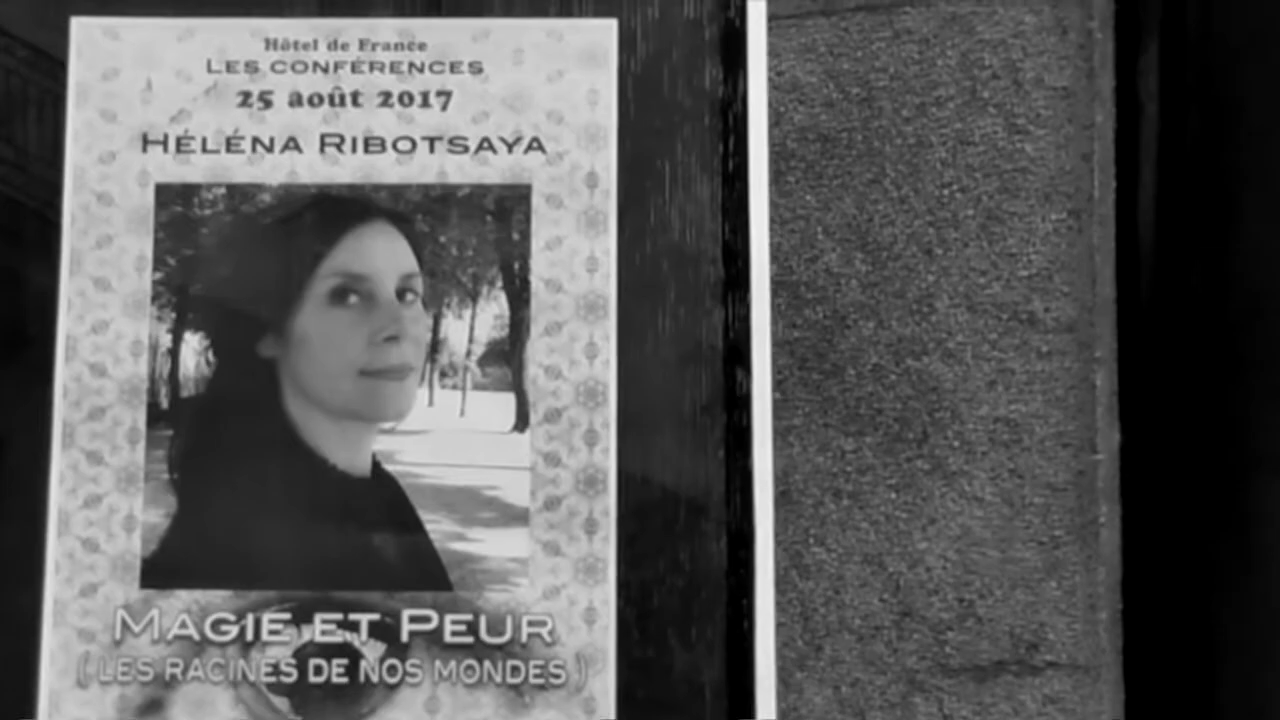 Hôtel de France
LES CONFÉRENCES
25 août 2017
HÉLÉNA RIBOTSAYA
MAGIE ET PEUR
(LES RACINES DE NOS MONDES)